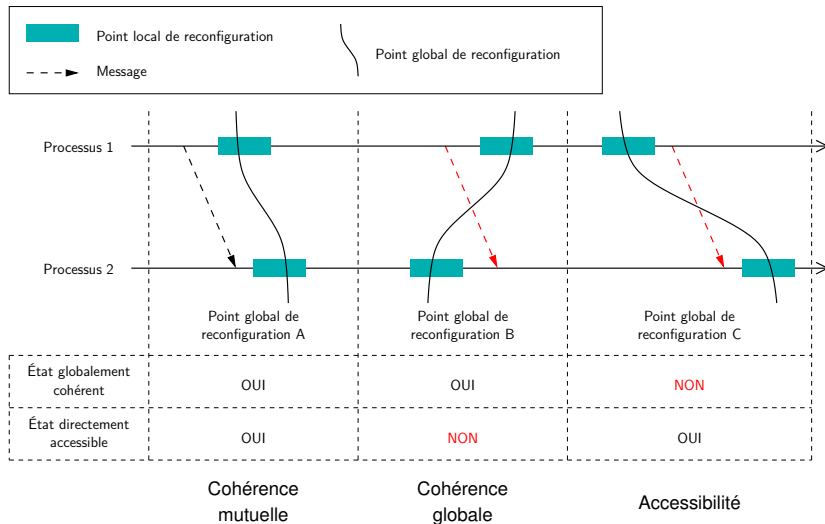 Point local de reconfiguration
Point global de reconfiguration
Message
Processus 1
Processus 2
Point global de
reconfiguration A
Point global de
reconfiguration B
Point global de
reconfiguration C
État globalement
cohérent
OUI
OUI
NON
État directement
accessible
OUI
NON
OUI
Cohérence
mutuelle
Cohérence
globale
Accessibilité